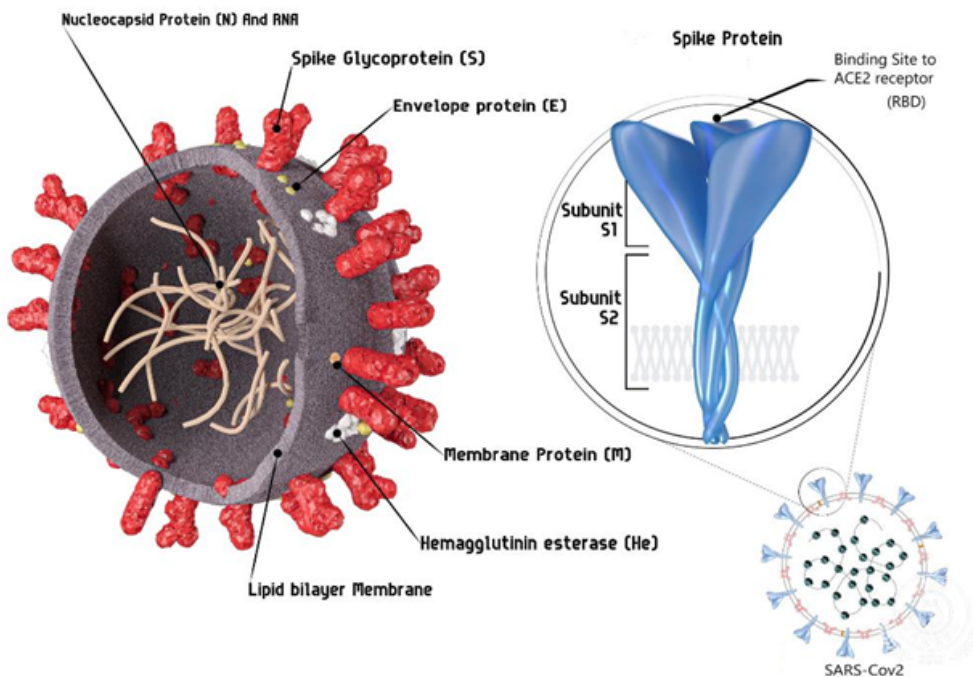 Nucleocapsid Protein (N) And RNA
Spike Glycoprotein (S)
Envelope protein (E)
Membrane Protein (M)
Hemagglutinin esterase (He)
Lipid bilayer Membrane
Spike Protein
Binding Site to
ACE2 receptor
(RBD)
Subunit
S1
Subunit
S2
SARS-Cov2